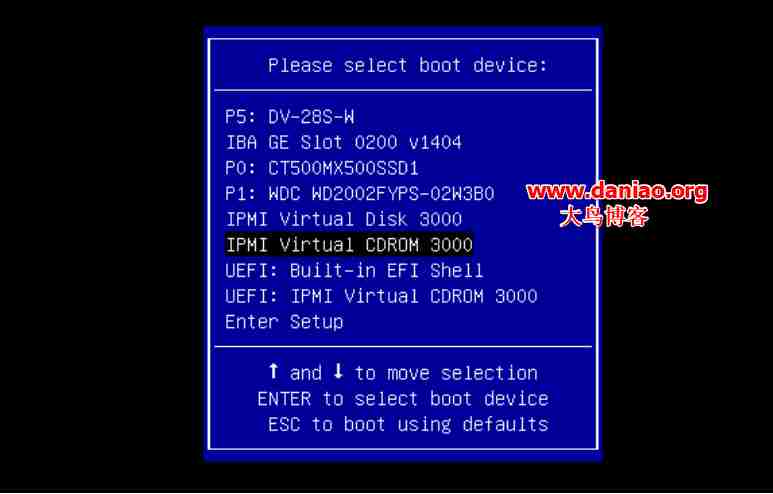 Please select boot device:
P5: DV-28S-W
IBA GE Slot 0200 v1404
P0: CT500MX500SSD1
P1: WDC WD2002FYPS-02W3B0
IPMI Virtual Disk 3000
IPMI Virtual CDROM 3000
UEFI: Built-in EFI Shell
UEFI: IPMI Virtual CDROM 3000
Enter Setup
↑ and ↓ to move selection
ENTER to select boot device
ESC to boot using defaults
www.daniao.org
大鸟博客